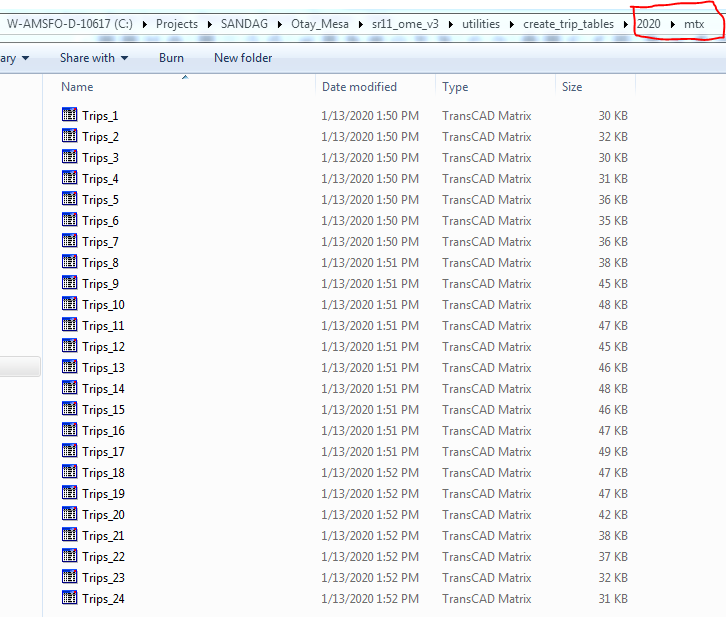 W-AMSFO-D-10617 (C:) Projects SANDAG Otay_Mesa sr11_ome_v3 utilities create_trip_tables 2020 mtx
ary Share with Burn New folder
Name Date modified Type Size
Trips_1 1/13/2020 1:50 PM TransCAD Matrix 30 KB
Trips_2 1/13/2020 1:50 PM TransCAD Matrix 32 KB
Trips_3 1/13/2020 1:50 PM TransCAD Matrix 30 KB
Trips_4 1/13/2020 1:50 PM TransCAD Matrix 31 KB
Trips_5 1/13/2020 1:50 PM TransCAD Matrix 36 KB
Trips_6 1/13/2020 1:50 PM TransCAD Matrix 35 KB
Trips_7 1/13/2020 1:50 PM TransCAD Matrix 36 KB
Trips_8 1/13/2020 1:51 PM TransCAD Matrix 38 KB
Trips_9 1/13/2020 1:51 PM TransCAD Matrix 45 KB
Trips_10 1/13/2020 1:51 PM TransCAD Matrix 48 KB
Trips_11 1/13/2020 1:51 PM TransCAD Matrix 47 KB
Trips_12 1/13/2020 1:51 PM TransCAD Matrix 45 KB
Trips_13 1/13/2020 1:51 PM TransCAD Matrix 46 KB
Trips_14 1/13/2020 1:51 PM TransCAD Matrix 48 KB
Trips_15 1/13/2020 1:51 PM TransCAD Matrix 46 KB
Trips_16 1/13/2020 1:51 PM TransCAD Matrix 47 KB
Trips_17 1/13/2020 1:51 PM TransCAD Matrix 49 KB
Trips_18 1/13/2020 1:52 PM TransCAD Matrix 47 KB
Trips_19 1/13/2020 1:52 PM TransCAD Matrix 47 KB
Trips_20 1/13/2020 1:52 PM TransCAD Matrix 42 KB
Trips_21 1/13/2020 1:52 PM TransCAD Matrix 38 KB
Trips_22 1/13/2020 1:52 PM TransCAD Matrix 37 KB
Trips_23 1/13/2020 1:52 PM TransCAD Matrix 32 KB
Trips_24 1/13/2020 1:52 PM TransCAD Matrix 31 KB